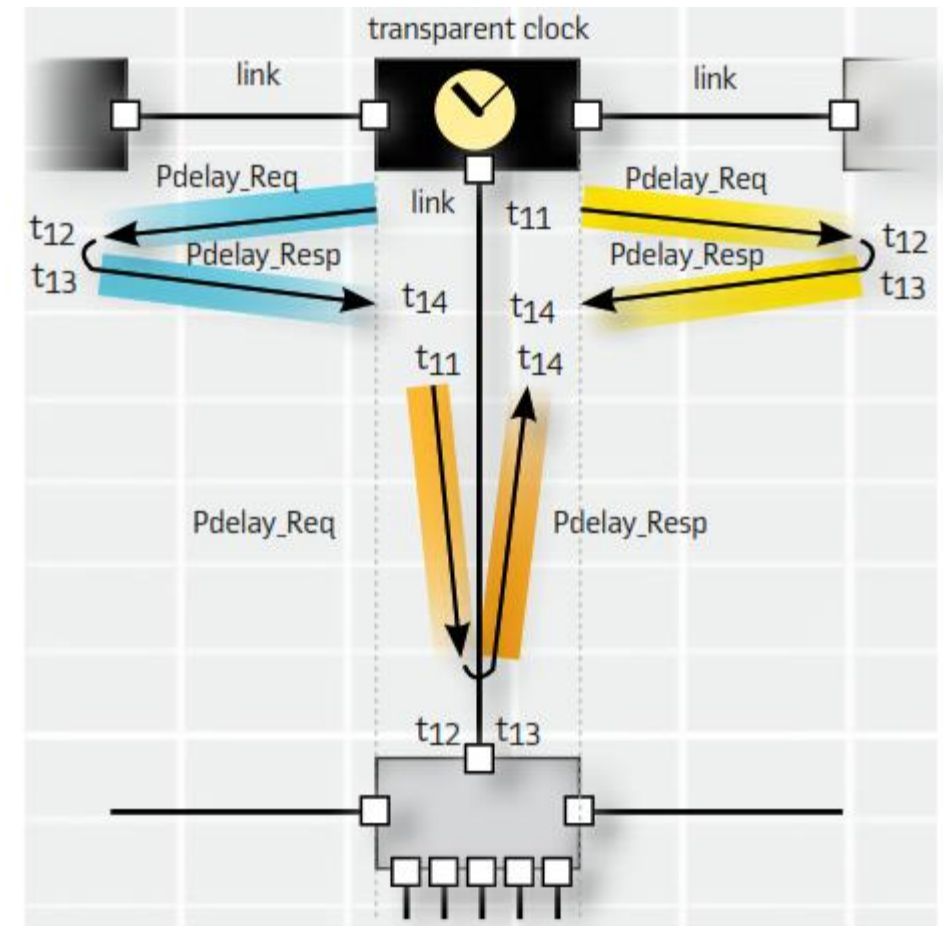 transparent clock
link
link
Pdelay_Req
link
t11
Pdelay_Req
t12
Pdelay_Resp
Pdelay_Resp
t12
t13
t14
t14
t13
t11
t14
Pdelay_Req
Pdelay_Resp
t12
t13